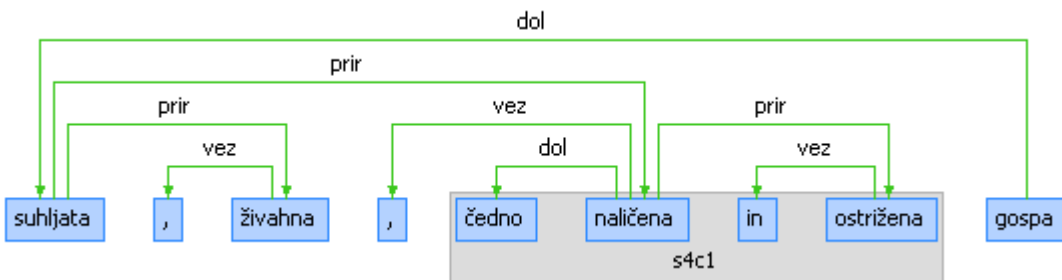 dol
prir
prir vez prir
vez dol vez
suhljata , živahna , čedno naličena in ostrižena gospa
s4c1